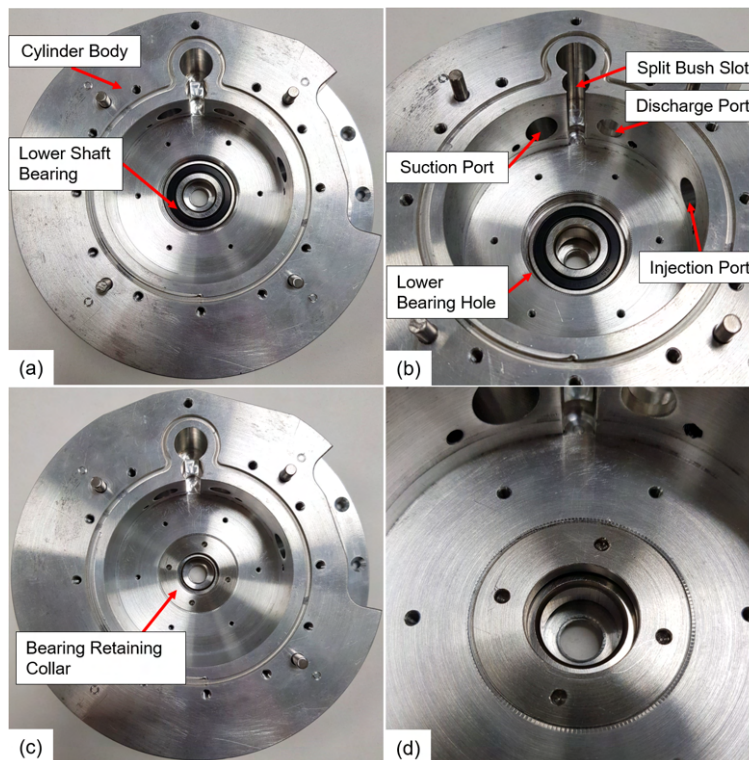 Cylinder Body
Lower Shaft
Bearing
(a)
Split Bush Slot
Discharge Port
Suction Port
Injection Port
Lower
Bearing Hole
(b)
Bearing Retaining
Collar
(c)
(d)